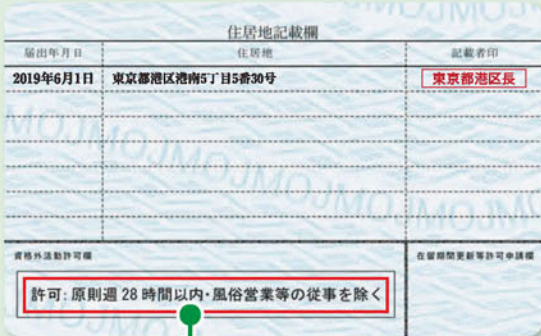 住居地記載欄
届出年月日 住居地 記載者印
2019年6月1日 東京都港区港南5丁目5番30号 東京都港区長
MOJMOJMOJMOJMOJM
資格外活動許可欄 在留期間更新等許可申請欄
許可: 原則週 28 時間以内・風俗営業等の従事を除く